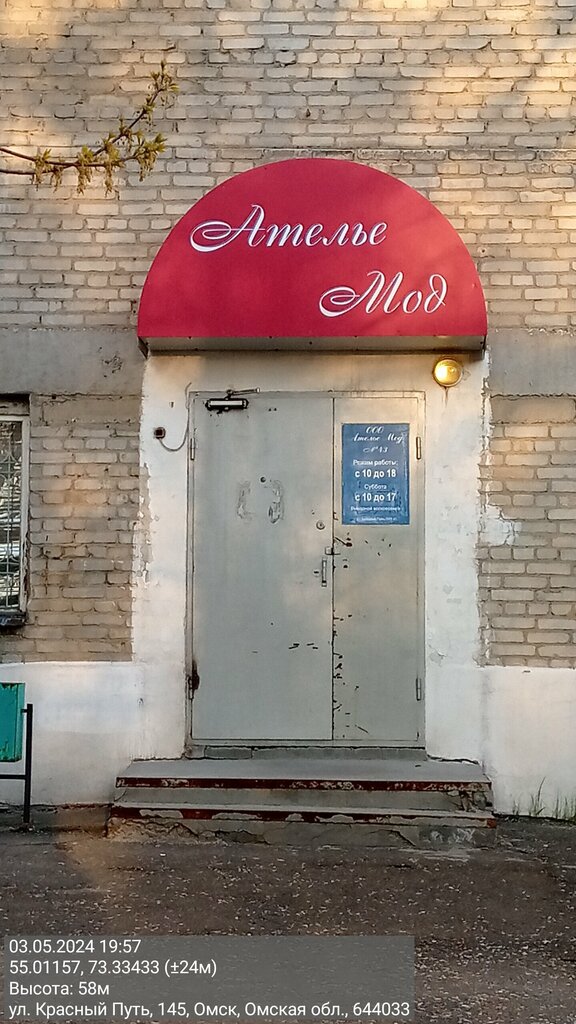 Ателье
Мод
ООО
Ателье Мод
Режим работы:
с 10 до 18
Суббота
с 10 до 17
03.05.2024 19:57
55.01157, 73.33433 (±24м)
Высота: 58м
ул. Красный Путь, 145, Омск, Омская обл., 644033